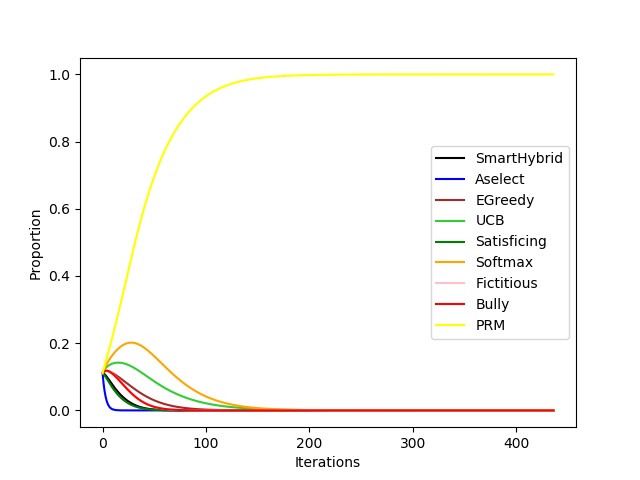 1.0
0.8
0.6
0.4
0.2
0.0
Proportion
SmartHybrid
Aselect
EGreedy
UCB
Satisficing
Softmax
Fictitious
Bully
PRM
0 100 200 300 400
Iterations